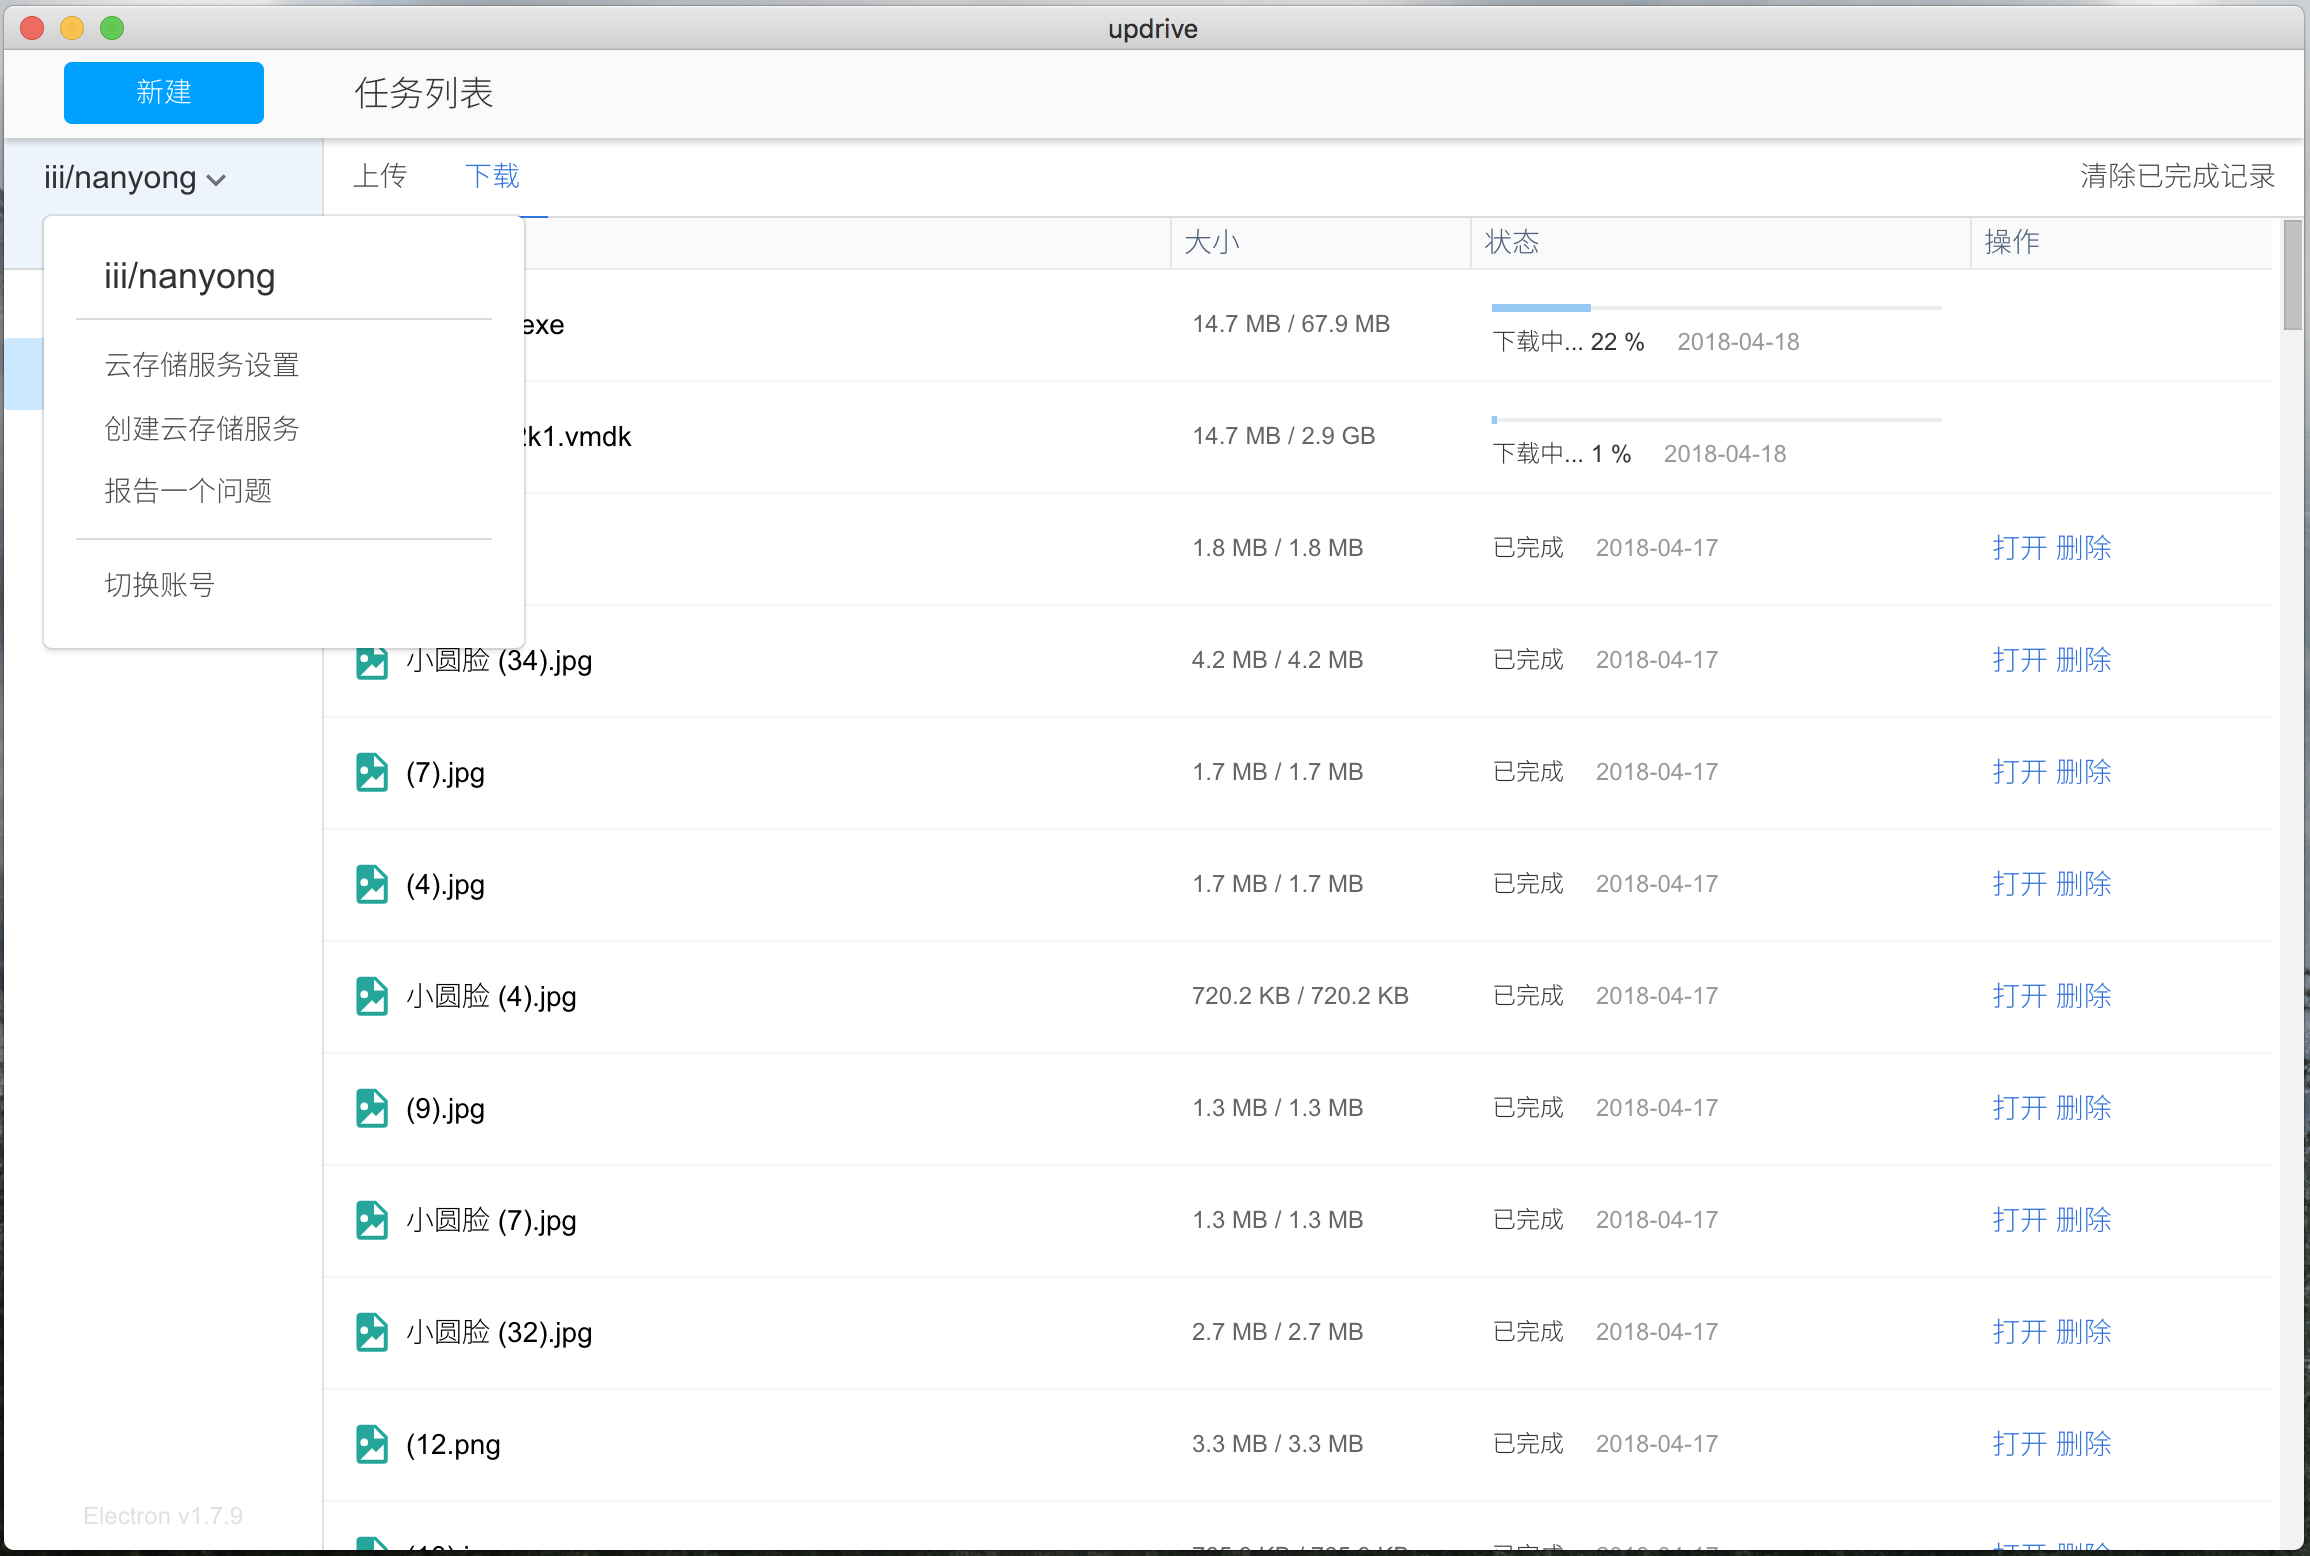 updrive
新建 任务列表
iii/nanyong 上传 下载 清除已完成记录
大小 状态 操作
iii/nanyong
云存储服务设置
创建云存储服务
报告一个问题
切换账号
exe 14.7 MB / 67.9 MB 下载中... 22 % 2018-04-18
k1.vmdk 14.7 MB / 2.9 GB 下载中... 1 % 2018-04-18
1.8 MB / 1.8 MB 已完成 2018-04-17 打开 删除
小圆脸 (34).jpg 4.2 MB / 4.2 MB 已完成 2018-04-17 打开 删除
(7).jpg 1.7 MB / 1.7 MB 已完成 2018-04-17 打开 删除
(4).jpg 1.7 MB / 1.7 MB 已完成 2018-04-17 打开 删除
小圆脸 (4).jpg 720.2 KB / 720.2 KB 已完成 2018-04-17 打开 删除
(9).jpg 1.3 MB / 1.3 MB 已完成 2018-04-17 打开 删除
小圆脸 (7).jpg 1.3 MB / 1.3 MB 已完成 2018-04-17 打开 删除
小圆脸 (32).jpg 2.7 MB / 2.7 MB 已完成 2018-04-17 打开 删除
(12.png 3.3 MB / 3.3 MB 已完成 2018-04-17 打开 删除
Electron v1.7.9